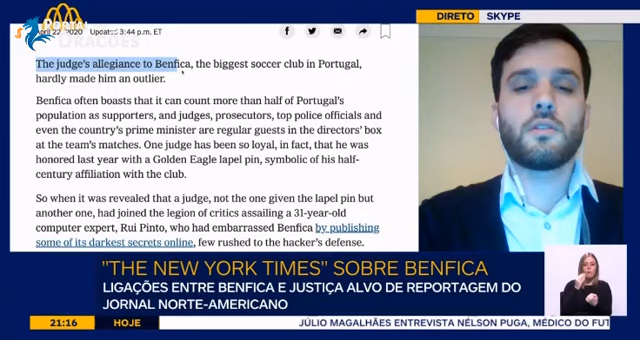 PORTAL
DRAGÕES
April 22, 2020 Updated 3:44 p.m. ET
DIRETO SKYPE
The judge's allegiance to Benfica, the biggest soccer club in Portugal,
hardly made him an outlier.
Benfica often boasts that it can count more than half of Portugal's
population as supporters, and judges, prosecutors, top police officials and
even the country's prime minister are regular guests in the directors' box
at the team's matches. One judge has been so loyal, in fact, that he was
honored last year with a Golden Eagle lapel pin, symbolic of his half-
century affiliation with the club.
So when it was revealed that a judge, not the one given the lapel pin but
another one, had joined the legion of critics assailing a 31-year-old
computer expert, Rui Pinto, who had embarrassed Benfica by publishing
some of its darkest secrets online, few rushed to the hacker's defense.
"THE NEW YORK TIMES" SOBRE BENFICA
LIGAÇÕES ENTRE BENFICA E JUSTIÇA ALVO DE REPORTAGEM DO
JORNAL NORTE-AMERICANO
21:16 HOJE JÚLIO MAGALHÃES ENTREVISTA NÉLSON PUGA, MÉDICO DO FUT